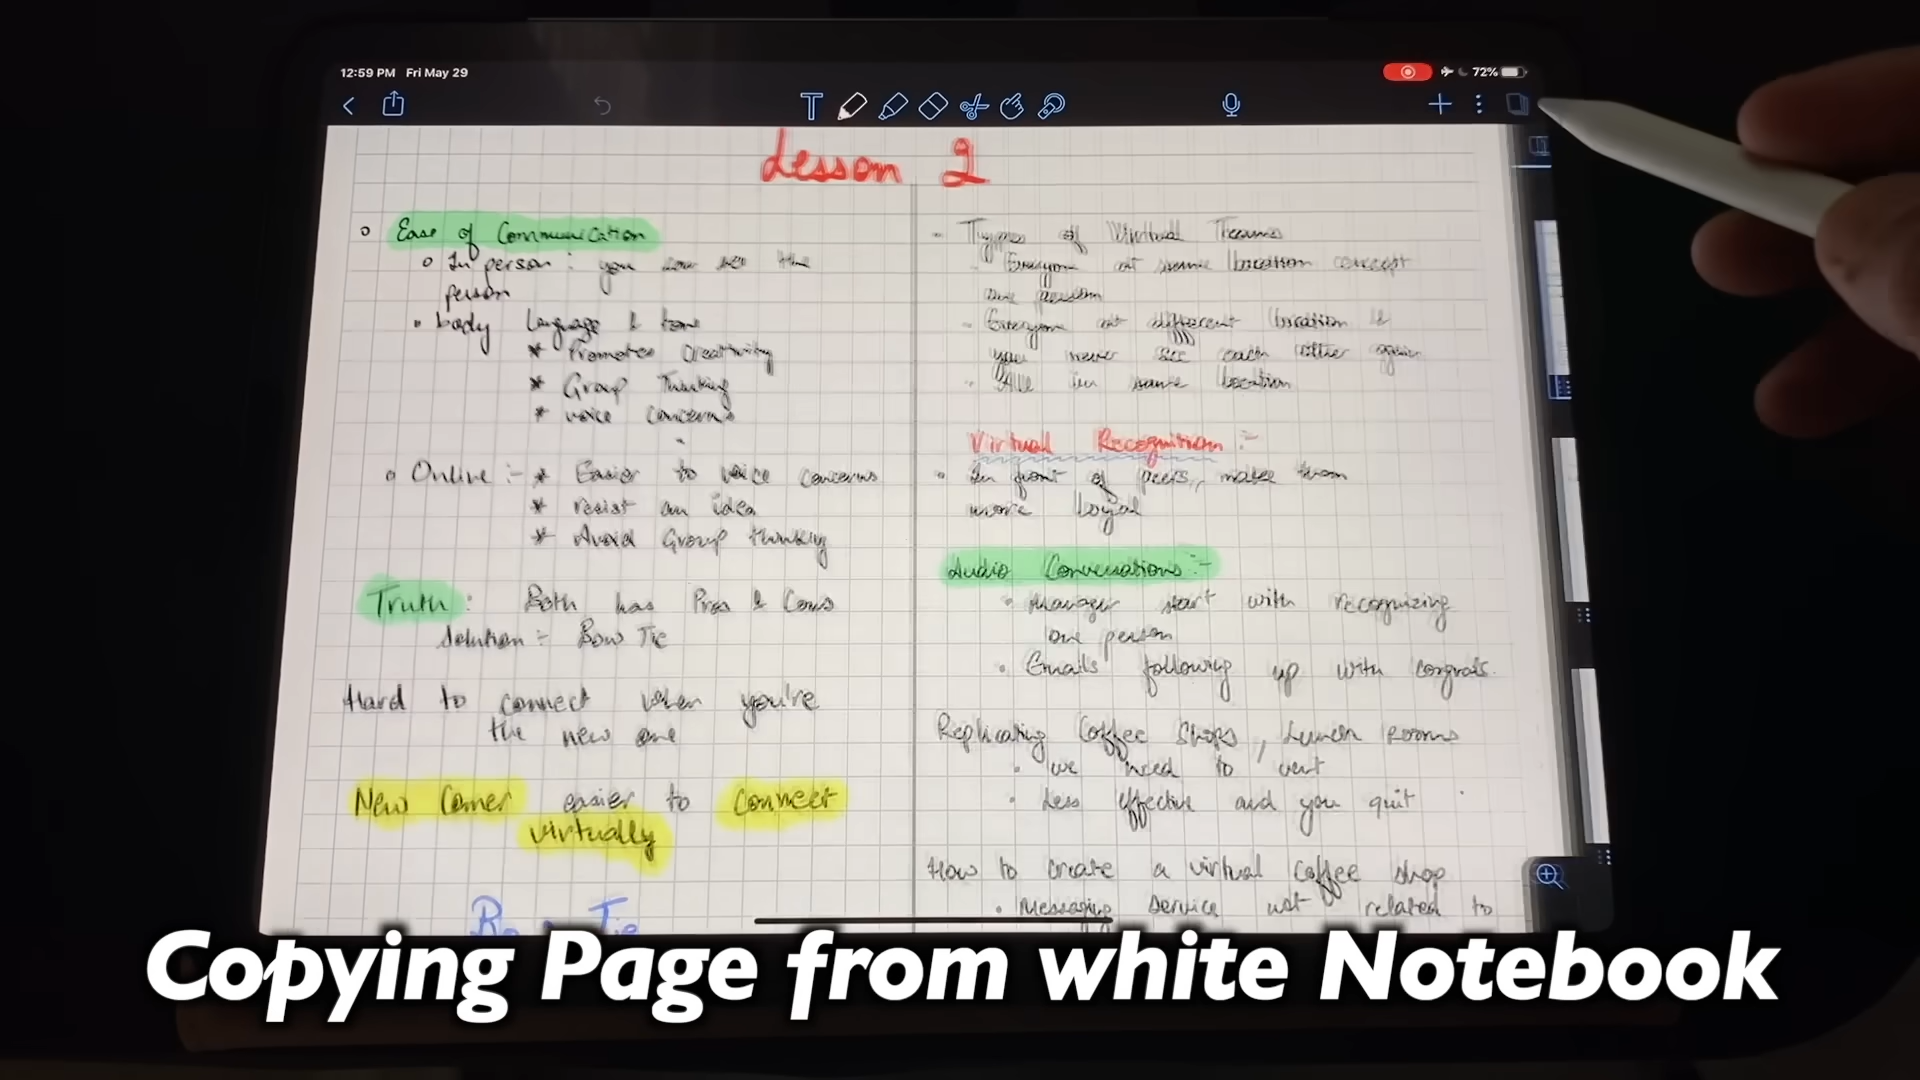 12:59 PM Fri May 29
72%
Lesson 2
Ease of Communication
In person : you can see the
person
body language & tone
* Promotes Creativity
* Group Thinking
* voice concerns
Online :- * Easier to voice concerns
* resist an idea
* Avoid Group thinking
Truth : Both has Pros & Cons
Solution :- Bow Tie
Hard to connect when you're
the new one
New Comer easier to connect
virtually
Bow Tie
Types of Virtual Teams
Everyone at same location except
one person
Everyone at different location &
you never see each other again
All in same location
Virtual Recognition :-
In front of peers, makes them
more loyal
Audio Conversations :-
Manager start with recognizing
one person
Emails following up with congrats.
Replicating Coffee Shops, Lunch rooms
we need to vent
Less effective and you quit
How to create a virtual coffee shop
Messaging service not related to
Copying Page from white Notebook